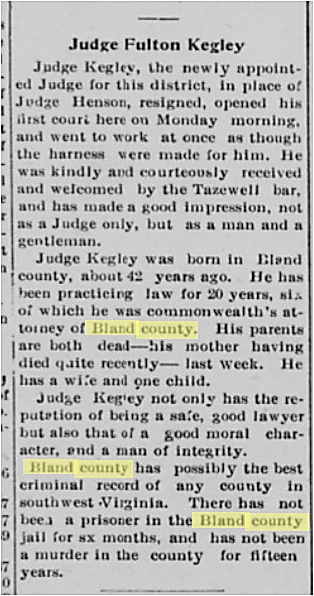 Judge Fulton Kegley
Judge Kegley, the newly appoint-
ed Judge for this district, in place of
Judge Henson, resigned, opened his
first court here on Monday morning,
and went to work at once as though
the harness were made for him. He
was kindly and courteously received
and welcomed by the Tazewell bar,
and has made a good impression, not
as a Judge only, but as a man and a
gentleman.
Judge Kegley was born in Bland
county, about 42 years ago. He has
been practicing law for 20 years, six
of which he was commonwealth's at-
torney of Bland county. His parents
are both dead—his mother having
died quite recently— last week. He
has a wife and one child.
Judge Kegley not only has the re-
putation of being a safe, good lawyer
but also that of a good moral char-
acter, and a man of integrity.
Bland county has possibly the best
criminal record of any county in
southwest Virginia. There has not
been a prisoner in the Bland county
jail for six months, and has not been
a murder in the county for fifteen
years.